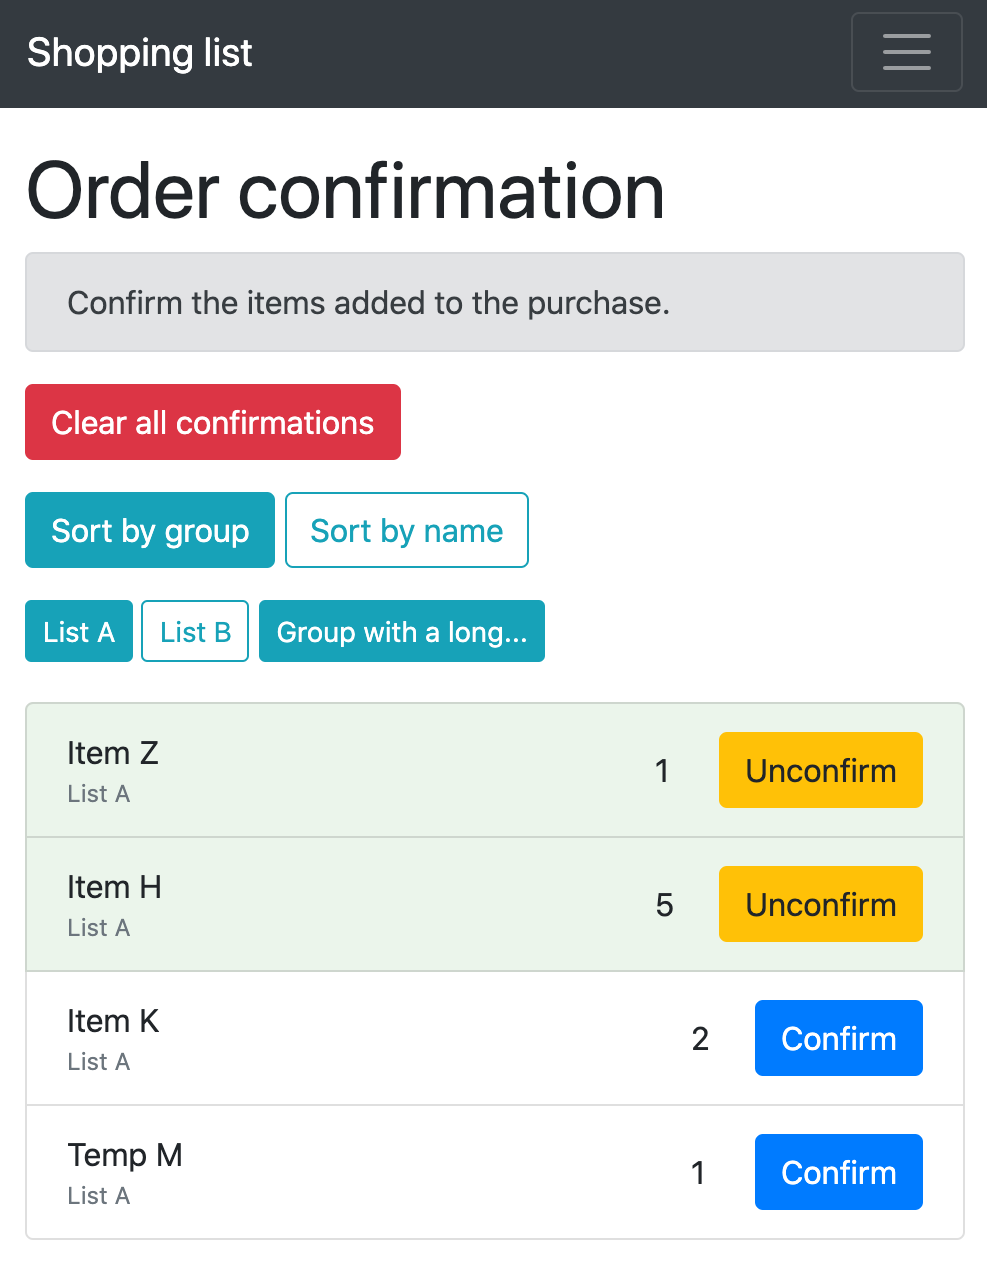 Shopping list
Order confirmation
Confirm the items added to the purchase.
Clear all confirmations
Sort by group Sort by name
List A List B Group with a long...
Item Z 1 Unconfirm
List A
Item H 5 Unconfirm
List A
Item K 2 Confirm
List A
Temp M 1 Confirm
List A